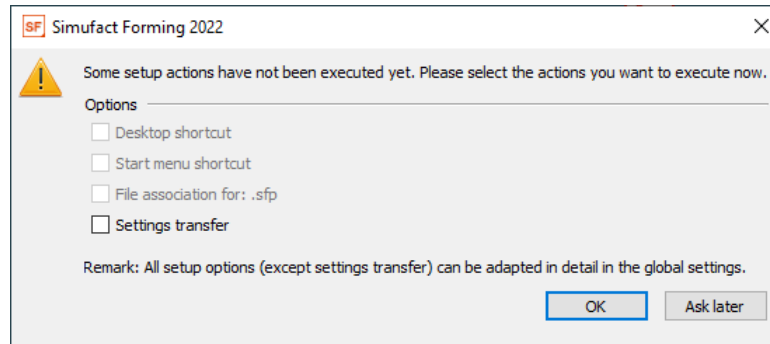 SF Simufact Forming 2022
Some setup actions have not been executed yet. Please select the actions you want to execute now.
Options
Desktop shortcut
Start menu shortcut
File association for: .sfp
Settings transfer
Remark: All setup options (except settings transfer) can be adapted in detail in the global settings.
OK Ask later